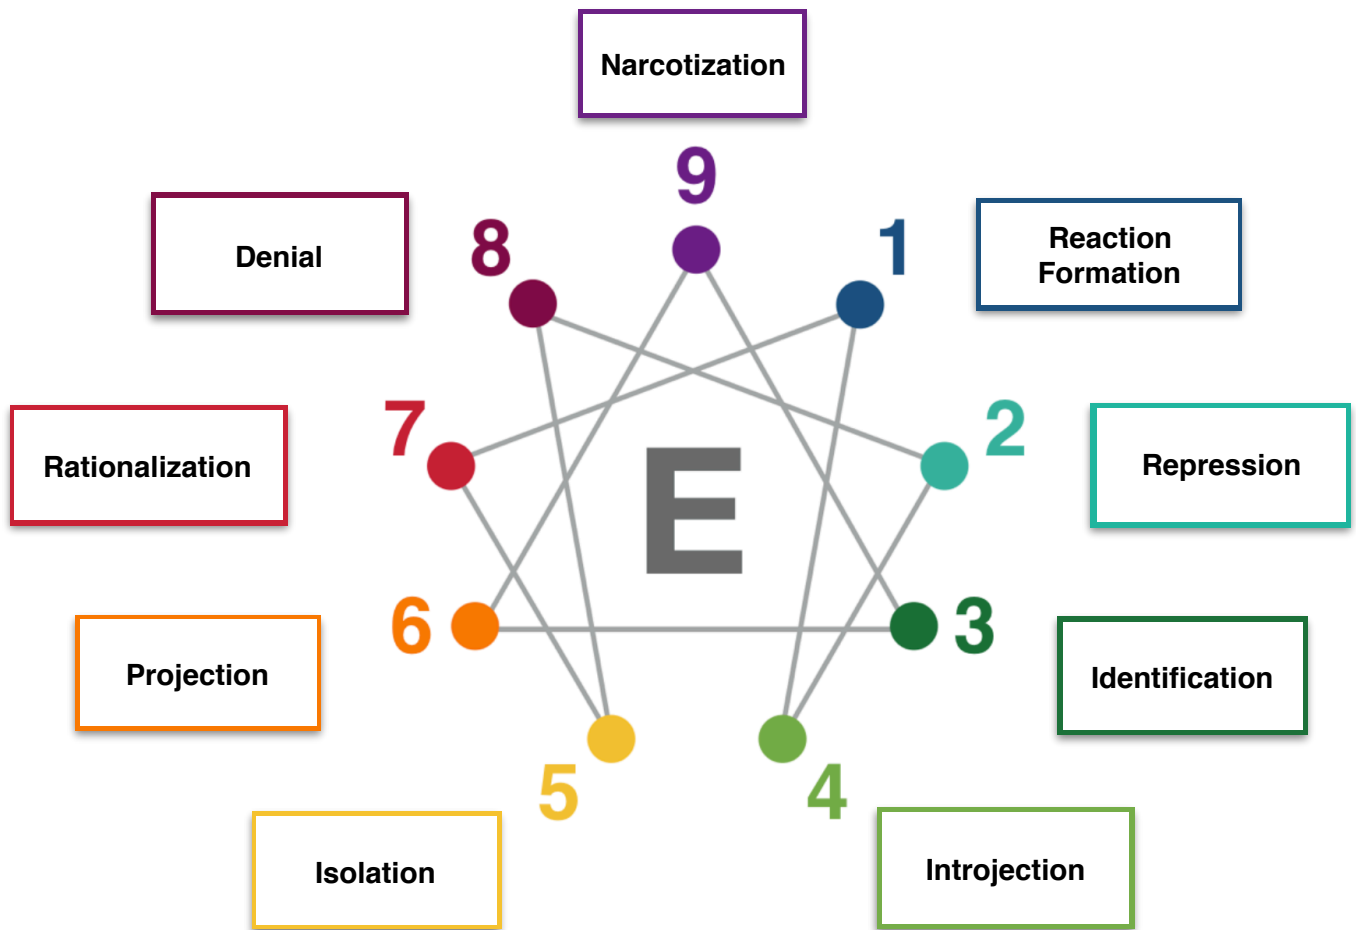 Narcotization
9
Denial
8
1
Reaction
Formation
Rationalization
7
2
Repression
E
Projection
6
3
Identification
5
4
Isolation
Introjection